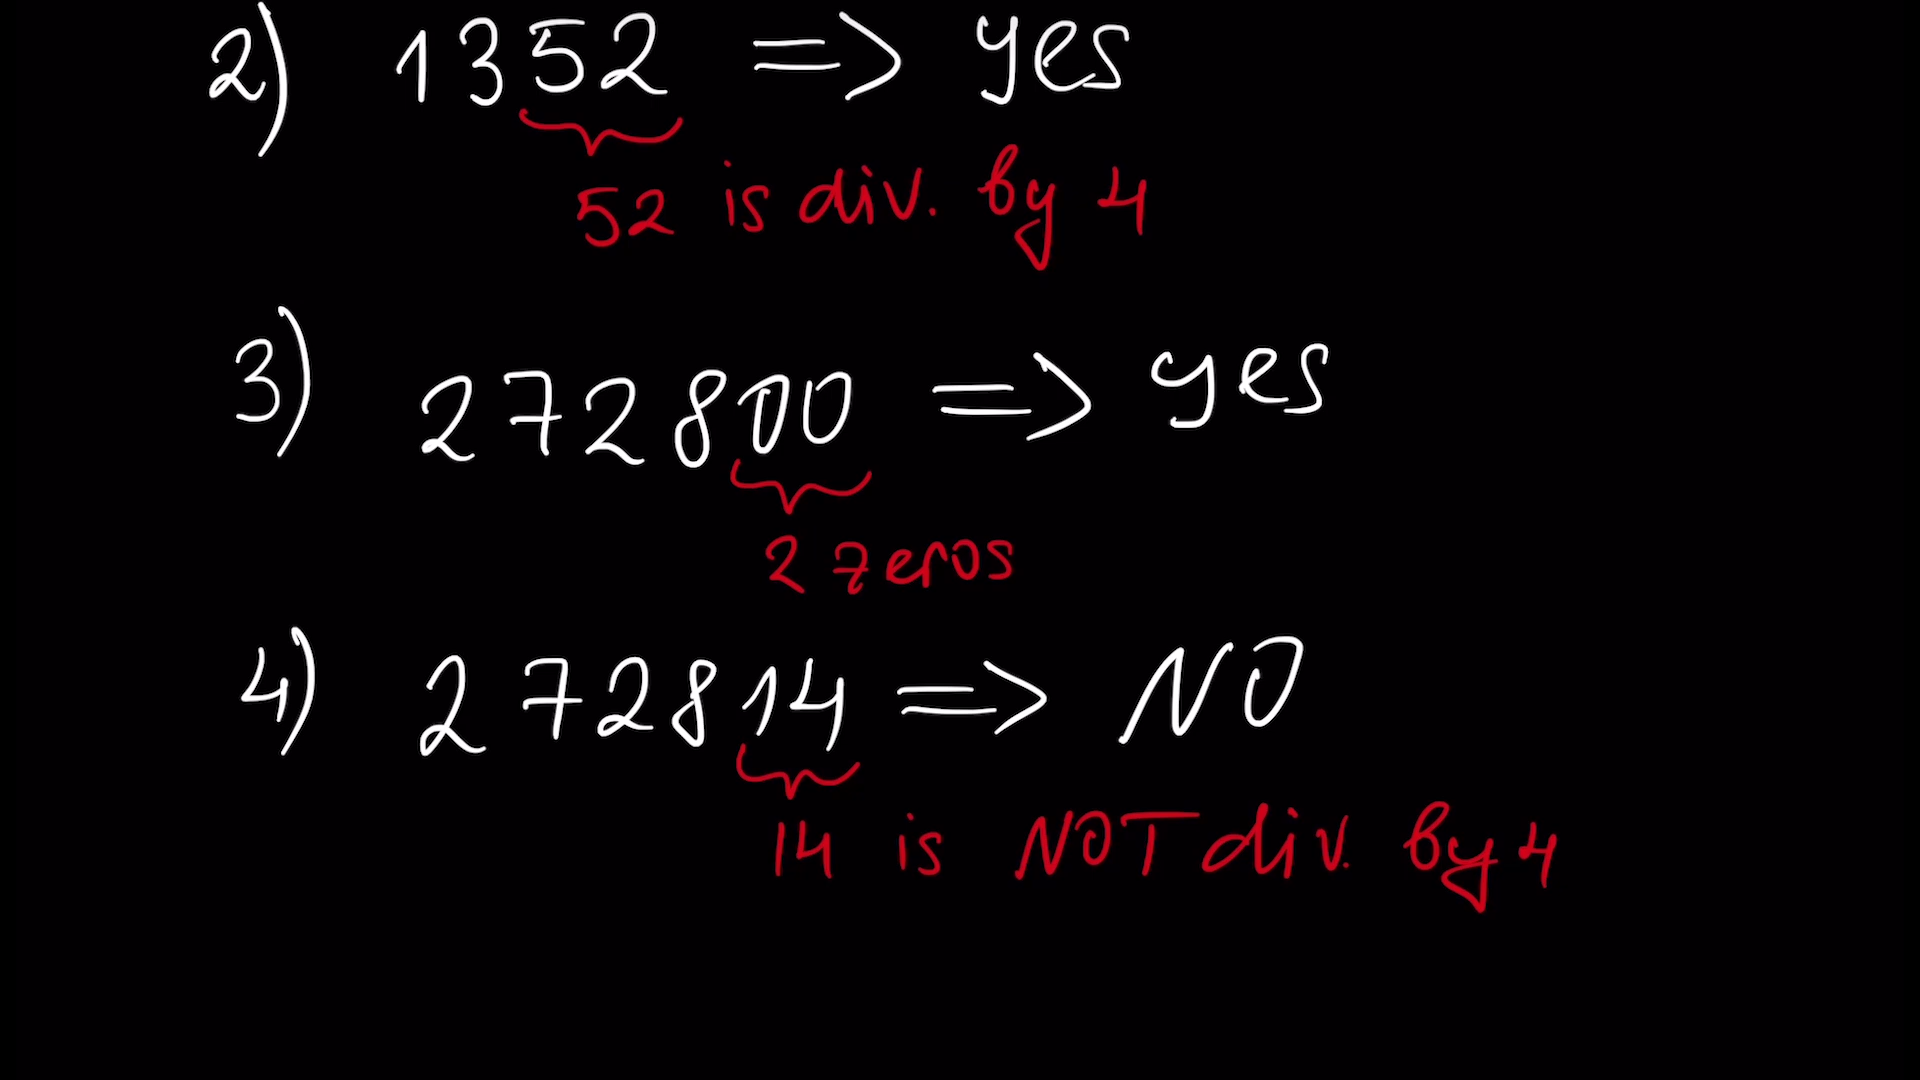 2) 1352 => yes
52 is div. by 4
3) 272800 => yes
2 zeros
4) 272814 => NO
14 is NOT div. by 4